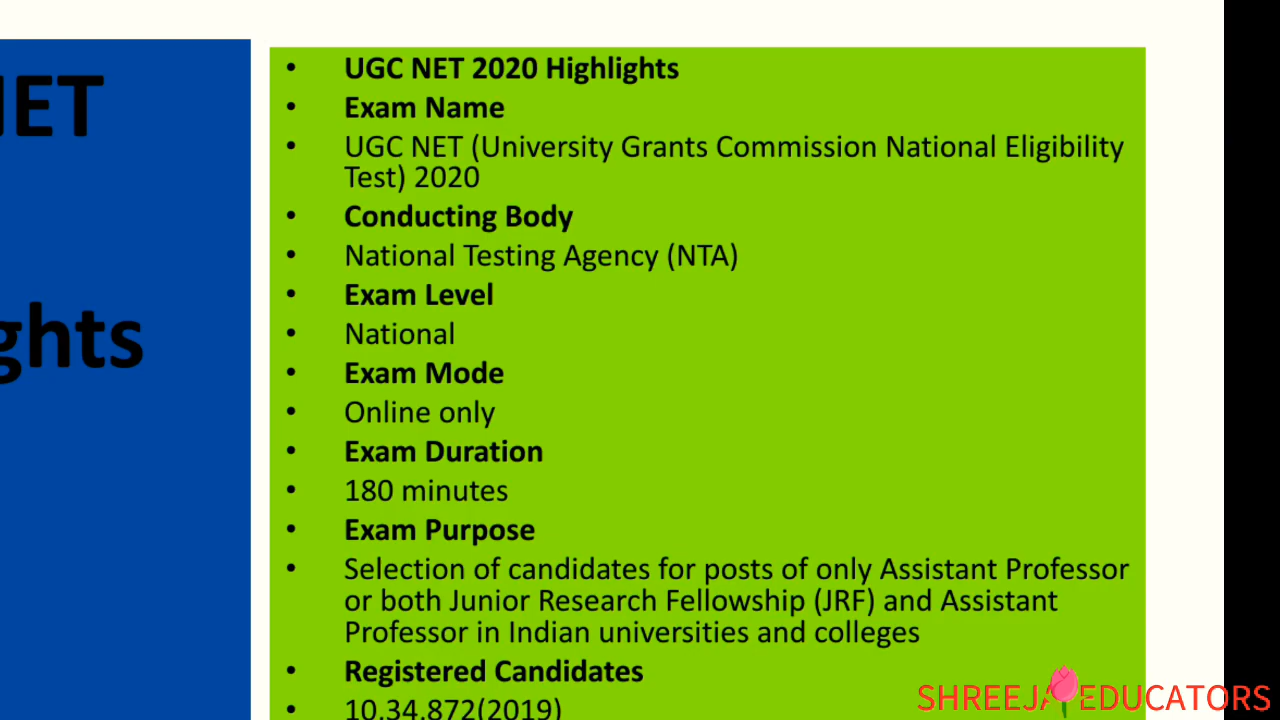 NET
ghts
• UGC NET 2020 Highlights
• Exam Name
• UGC NET (University Grants Commission National Eligibility
Test) 2020
• Conducting Body
• National Testing Agency (NTA)
• Exam Level
• National
• Exam Mode
• Online only
• Exam Duration
• 180 minutes
• Exam Purpose
• Selection of candidates for posts of only Assistant Professor
or both Junior Research Fellowship (JRF) and Assistant
Professor in Indian universities and colleges
• Registered Candidates
• 10,34,872(2019)
SHREEJA EDUCATORS